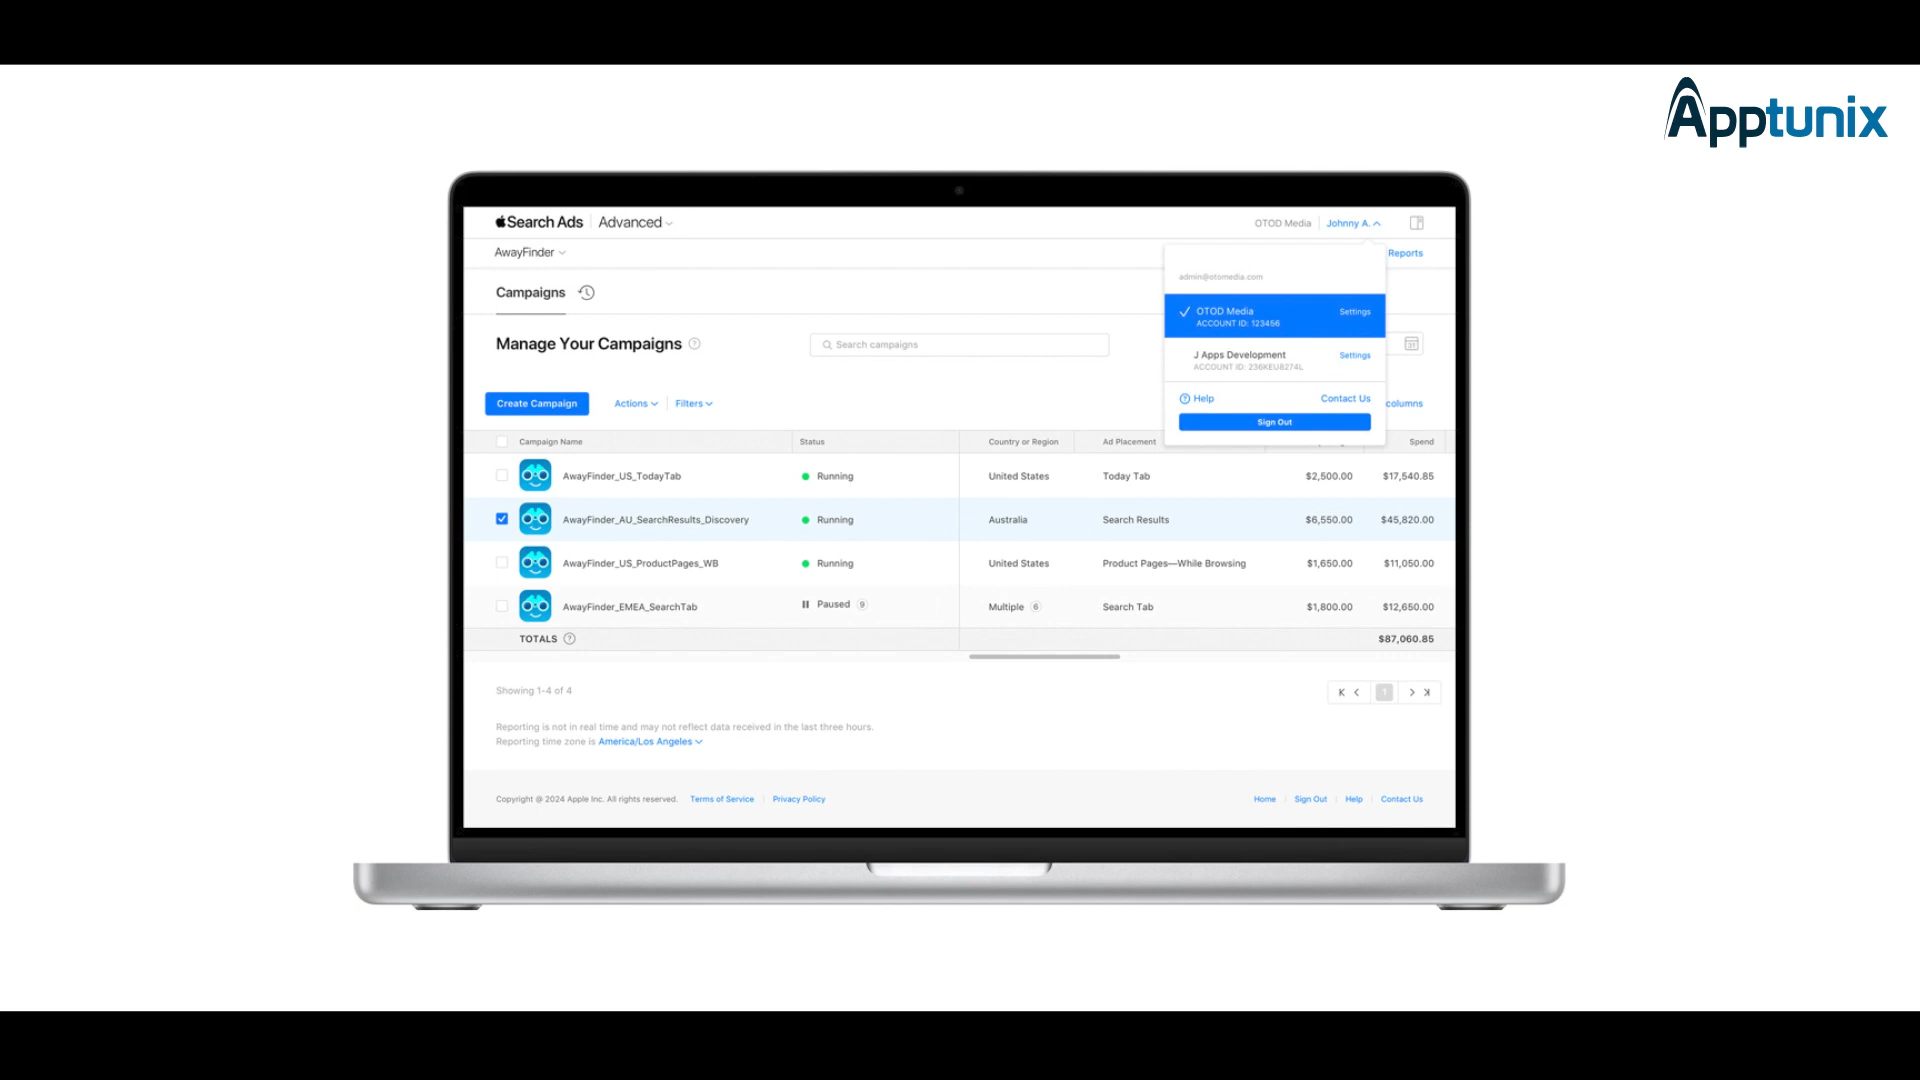 Apptunix
Search Ads Advanced OTOD Media Johnny A.
AwayFinder Reports
admin@otomedia.com
Campaigns
OTOD Media Settings
ACCOUNT ID: 123456
Manage Your Campaigns Search campaigns
J Apps Development Settings
ACCOUNT ID: 236KEU8274L
Help Contact Us
Create Campaign Actions Filters columns
Sign Out
Campaign Name Status Country or Region Ad Placement Spend
AwayFinder_US_TodayTab Running United States Today Tab $2,500.00 $17,540.85
AwayFinder_AU_SearchResults_Discovery Running Australia Search Results $6,550.00 $45,820.00
AwayFinder_US_ProductPages_WB Running United States Product Pages—While Browsing $1,650.00 $11,050.00
AwayFinder_EMEA_SearchTab Paused 9 Multiple 6 Search Tab $1,800.00 $12,650.00
TOTALS $87,060.85
Showing 1-4 of 4 1
Reporting is not in real time and may not reflect data received in the last three hours.
Reporting time zone is America/Los Angeles
Copyright @ 2024 Apple Inc. All rights reserved. Terms of Service Privacy Policy Home Sign Out Help Contact Us